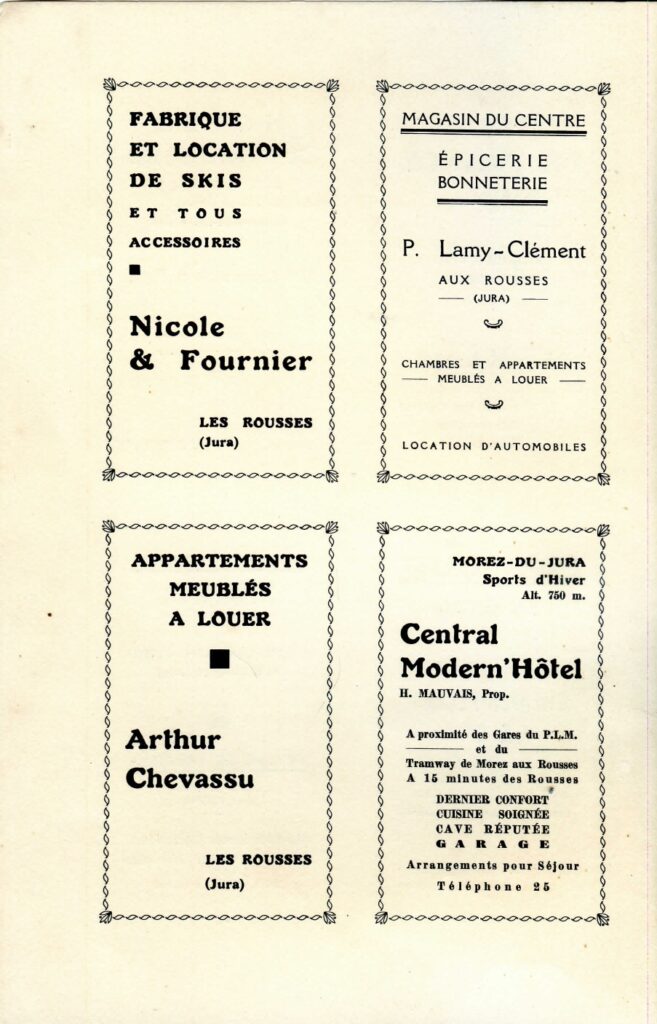 FABRIQUE
ET LOCATION
DE SKIS
ET TOUS
ACCESSOIRES
Nicole
& Fournier
LES ROUSSES
(Jura)
MAGASIN DU CENTRE
ÉPICERIE
BONNETERIE
P. Lamy-Clément
AUX ROUSSES
(JURA)
CHAMBRES ET APPARTEMENTS
MEUBLÉS A LOUER
LOCATION D'AUTOMOBILES
APPARTEMENTS
MEUBLÉS
A LOUER
Arthur
Chevassu
LES ROUSSES
(Jura)
MOREZ-DU-JURA
Sports d'Hiver
Alt. 750 m.
Central
Modern'Hôtel
H. MAUVAIS, Prop.
A proximité des Gares du P.L.M.
et du
Tramway de Morez aux Rousses
A 15 minutes des Rousses
DERNIER CONFORT
CUISINE SOIGNÉE
CAVE RÉPUTÉE
GARAGE
Arrangements pour Séjour
Téléphone 25